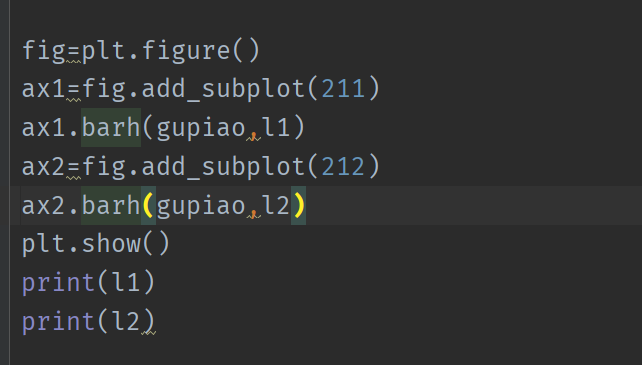 fig=plt.figure()
ax1=fig.add_subplot(211)
ax1.barh(gupiao,l1)
ax2=fig.add_subplot(212)
ax2.barh(gupiao,l2)
plt.show()
print(l1)
print(l2)